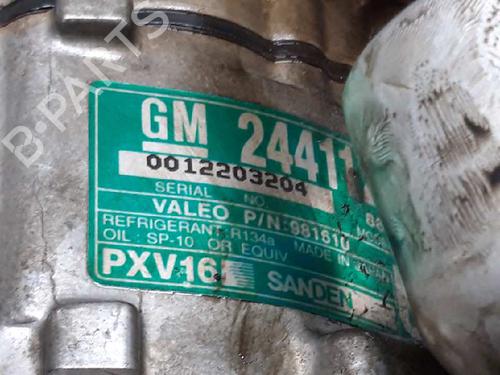 B-PARTS
GM 24411
0012203204
SERIAL NO.
VALEO P/N:981610
REFRIGERANT:R134a MADE IN
OIL: SP-10 OR EQUIV
PXV16 SANDEN